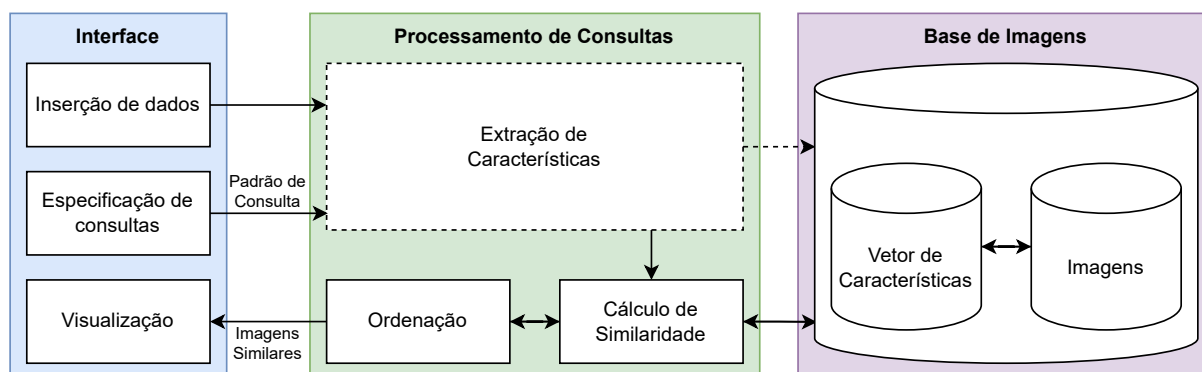 Interface
Inserção de dados
Especificação de
consultas
Visualização
Padrão de
Consulta
Imagens
Similares
Processamento de Consultas
Extração de
Características
Ordenação
Cálculo de
Similaridade
Base de Imagens
Vetor de
Características
Imagens